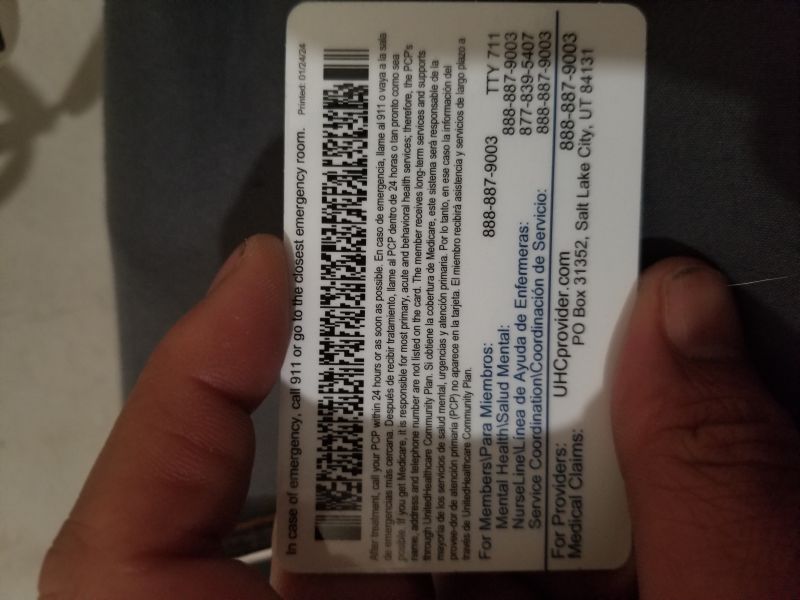 In case of emergency, call 911 or go to the closest emergency room. Printed: 01/24/24
After treatment, call your PCP within 24 hours or as soon as possible. En caso de emergencia, llame al 911 o vaya a la sala
de emergencias más cercana. Después de recibir tratamiento, llame al PCP dentro de 24 horas o tan pronto como sea
posible. If you get Medicare, it is responsible for most primary, acute and behavioral health services; therefore, the PCP's
name, address and telephone number are not listed on the card. The member receives long-term services and supports
through UnitedHealthcare Community Plan. Si obtiene la cobertura de Medicare, este sistema será responsable de la
mayoría de los servicios de salud mental, urgencias y atención primaria. Por lo tanto, en ese caso la información del
provee-dor de atención primaria (PCP) no aparece en la tarjeta. El miembro recibirá asistencia y servicios de largo plazo a
través de UnitedHealthcare Community Plan.
For Members\Para Miembros: 888-887-9003 TTY 711
Mental Health\Salud Mental: 888-887-9003
NurseLine\Línea de Ayuda de Enfermeras: 877-839-5407
Service Coordination\Coordinación de Servicio: 888-887-9003
For Providers: UHCprovider.com 888-887-9003
Medical Claims: PO Box 31352, Salt Lake City, UT 84131